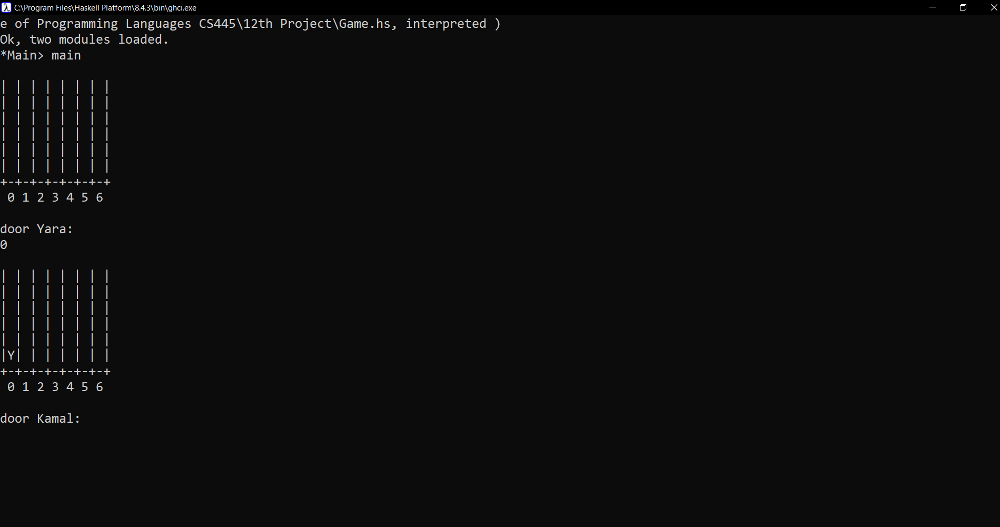 C:\Program Files\Haskell Platform\8.4.3\bin\ghci.exe
e of Programming Languages CS445\12th Project\Game.hs, interpreted )
Ok, two modules loaded.
*Main> main
| | | | | | | |
| | | | | | | |
| | | | | | | |
| | | | | | | |
| | | | | | | |
| | | | | | | |
+-+-+-+-+-+-+-+
 0 1 2 3 4 5 6
door Yara:
0
| | | | | | | |
| | | | | | | |
| | | | | | | |
| | | | | | | |
| | | | | | | |
|Y| | | | | | |
+-+-+-+-+-+-+-+
 0 1 2 3 4 5 6
door Kamal: